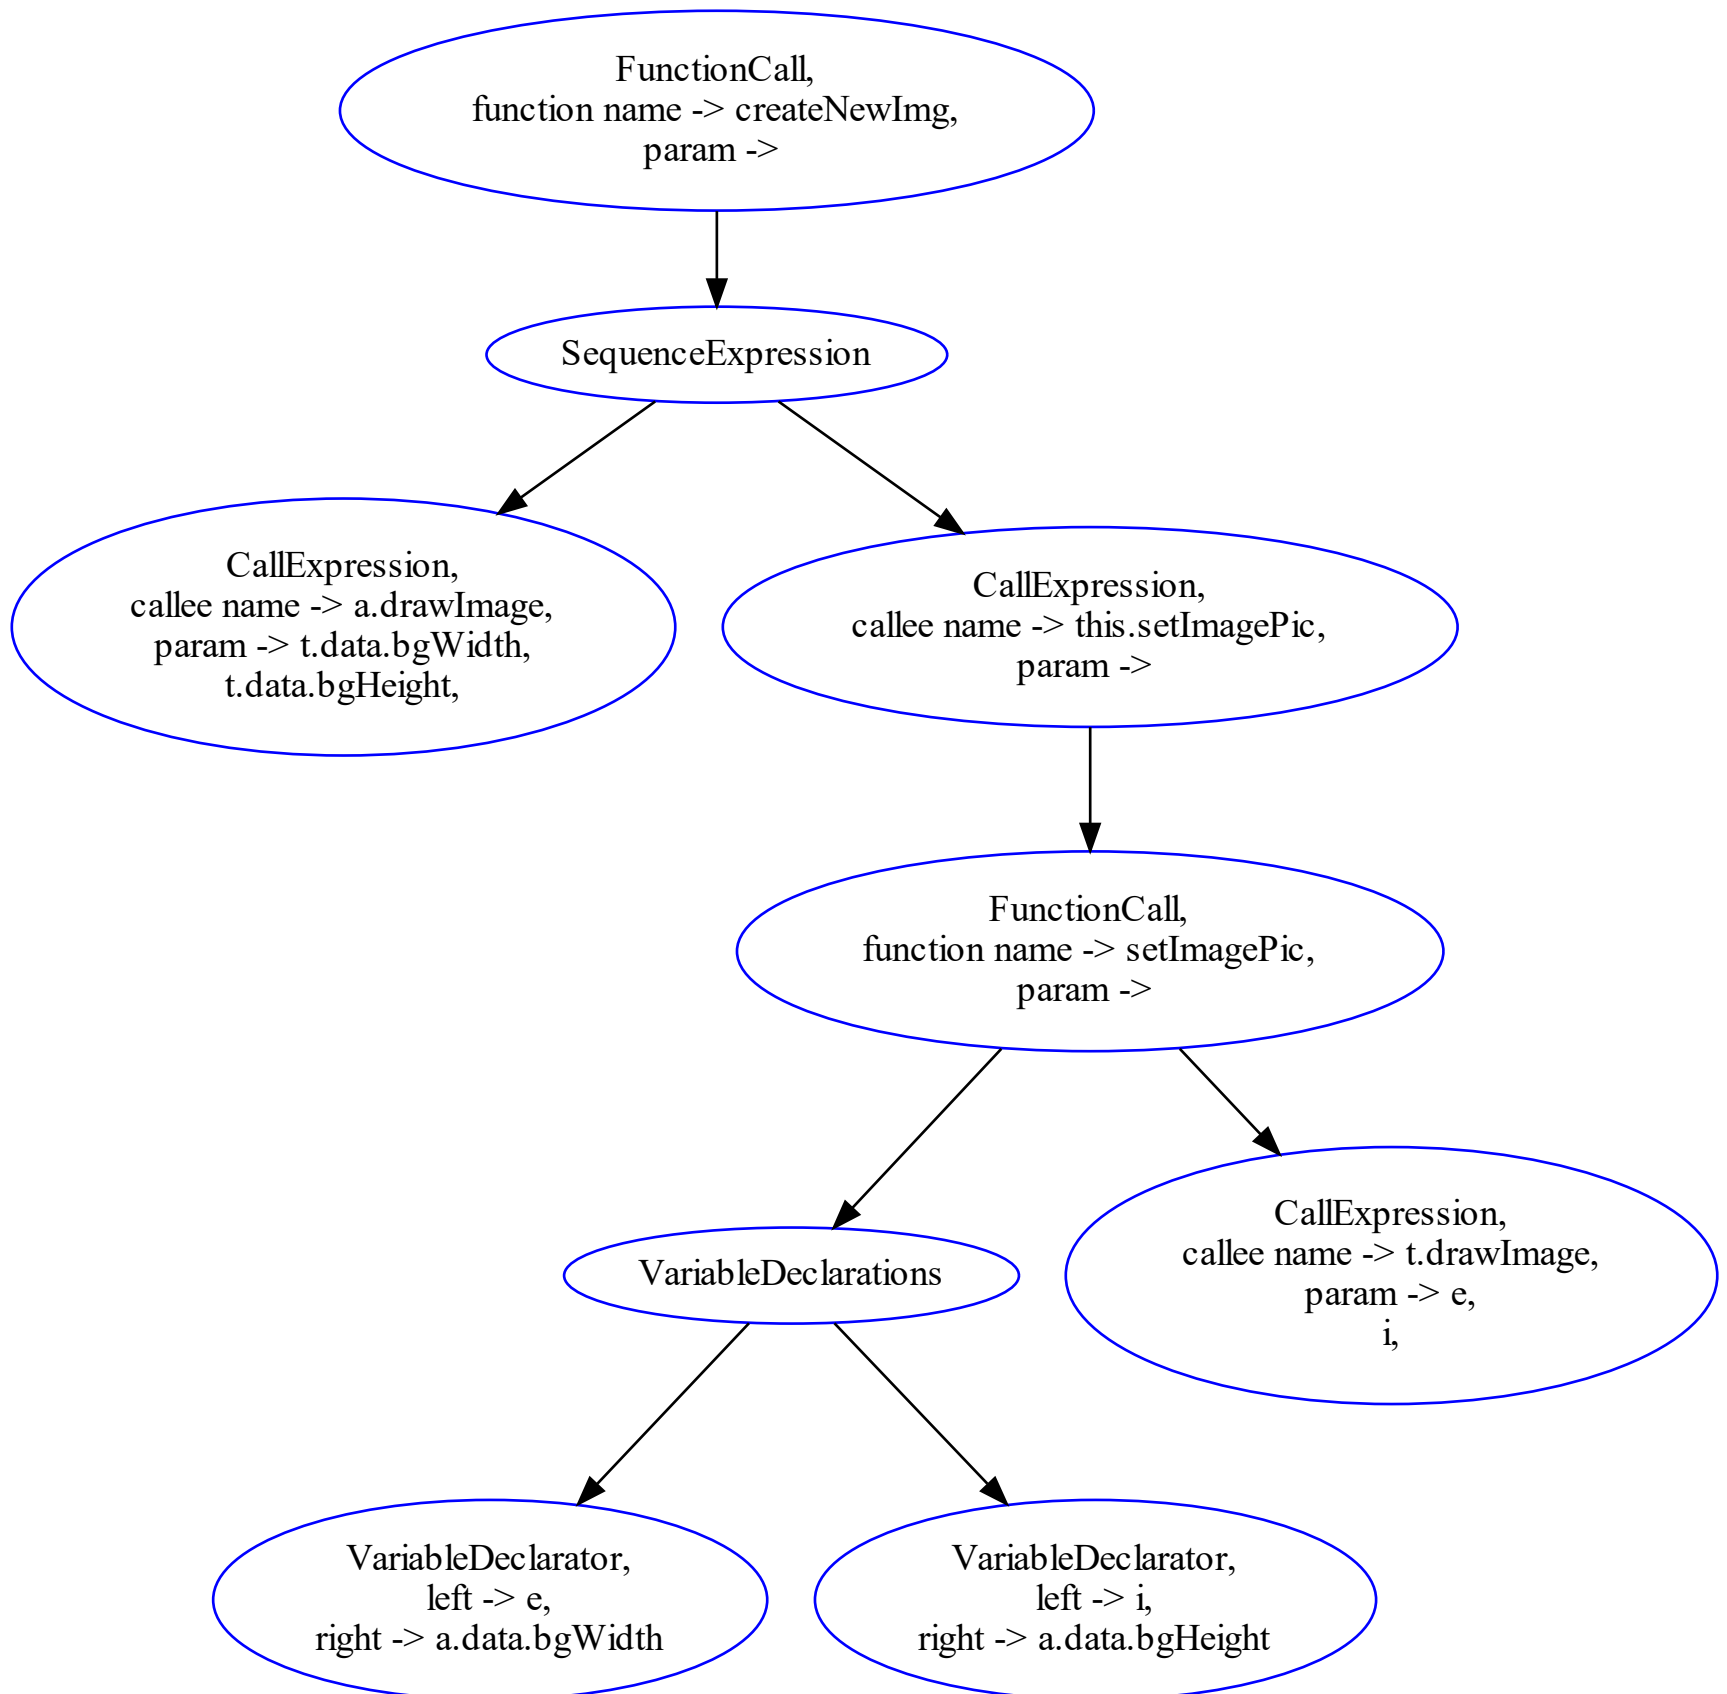 FunctionCall,
function name -> createNewImg,
param ->
SequenceExpression
CallExpression,
callee name -> a.drawImage,
param -> t.data.bgWidth,
t.data.bgHeight,
CallExpression,
callee name -> this.setImagePic,
param ->
FunctionCall,
function name -> setImagePic,
param ->
VariableDeclarations
CallExpression,
callee name -> t.drawImage,
param -> e,
i,
VariableDeclarator,
left -> e,
right -> a.data.bgWidth
VariableDeclarator,
left -> i,
right -> a.data.bgHeight